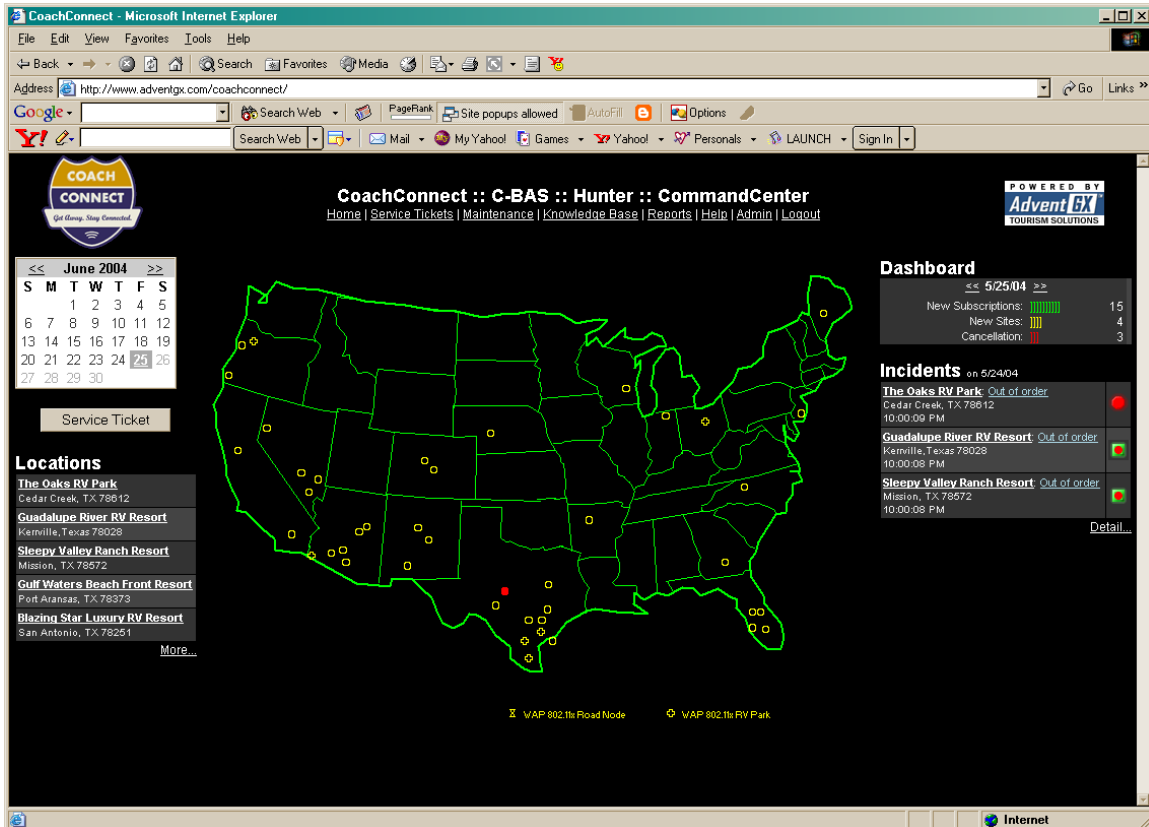 CoachConnect - Microsoft Internet Explorer
File Edit View Favorites Tools Help
Back Search Favorites Media
Address http://www.adventgx.com/coachconnect/ Go Links »
Google Search Web PageRank Site popups allowed AutoFill Options
Y! Search Web Mail My Yahoo! Games Yahoo! Personals LAUNCH Sign In
COACH
CONNECT
Get Away. Stay Connected.
CoachConnect :: C-BAS :: Hunter :: CommandCenter
Home | Service Tickets | Maintenance | Knowledge Base | Reports | Help | Admin | Logout
POWERED BY
Advent GX
TOURISM SOLUTIONS
<< June 2004 >>
S M T W T F S
1 2 3 4 5
6 7 8 9 10 11 12
13 14 15 16 17 18 19
20 21 22 23 24 25 26
27 28 29 30
Service Ticket
Locations
The Oaks RV Park
Cedar Creek, TX 78612
Guadalupe River RV Resort
Kerrville, Texas 78028
Sleepy Valley Ranch Resort
Mission, TX 78572
Gulf Waters Beach Front Resort
Port Aransas, TX 78373
Blazing Star Luxury RV Resort
San Antonio, TX 78251
More...
WAP 802.11x Road Node
WAP 802.11x RV Park
Dashboard
<< 5/25/04 >>
New Subscriptions: 15
New Sites: 4
Cancellation: 3
Incidents on 5/24/04
The Oaks RV Park: Out of order
Cedar Creek, TX 78612
10:00:09 PM
Guadalupe River RV Resort: Out of order
Kerrville, Texas 78028
10:00:08 PM
Sleepy Valley Ranch Resort: Out of order
Mission, TX 78572
10:00:08 PM
Detail...
Internet